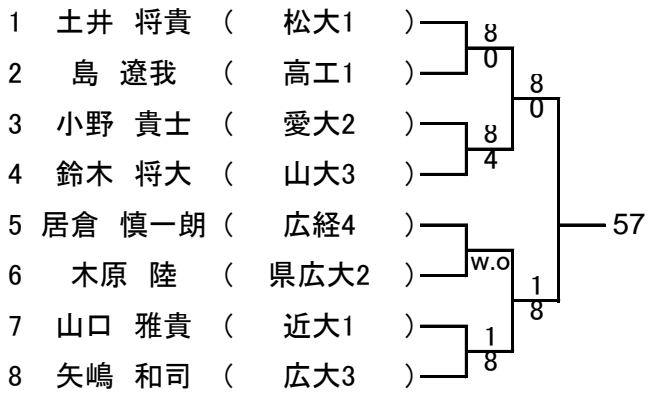 1 土井 将貴 ( 松大1 )
8
0
2 島 遼我 ( 高工1 )
8
0
3 小野 貴士 ( 愛大2 )
8
4
4 鈴木 将大 ( 山大3 )
5 居倉 慎一朗 ( 広経4 )
57
w.o
6 木原 陸 ( 県広大2 )
1
8
7 山口 雅貴 ( 近大1 )
1
8
8 矢嶋 和司 ( 広大3 )